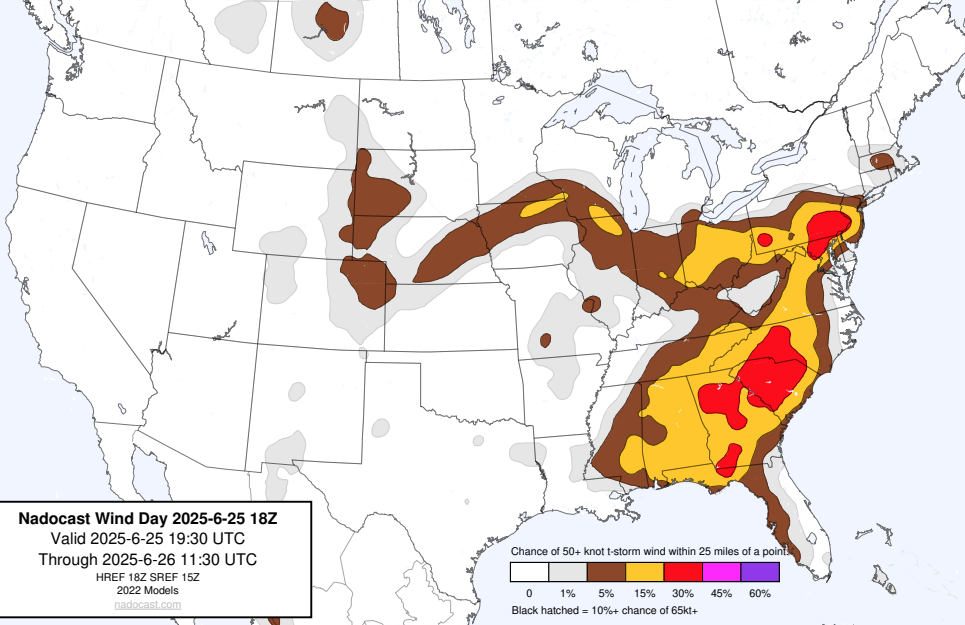 Nadocast Wind Day 2025-6-25 18Z
Valid 2025-6-25 19:30 UTC
Through 2025-6-26 11:30 UTC
HREF 18Z SREF 15Z
2022 Models
nadocast.com
Chance of 50+ knot t-storm wind within 25 miles of a point.
0 1% 5% 15% 30% 45% 60%
Black hatched = 10%+ chance of 65kt+